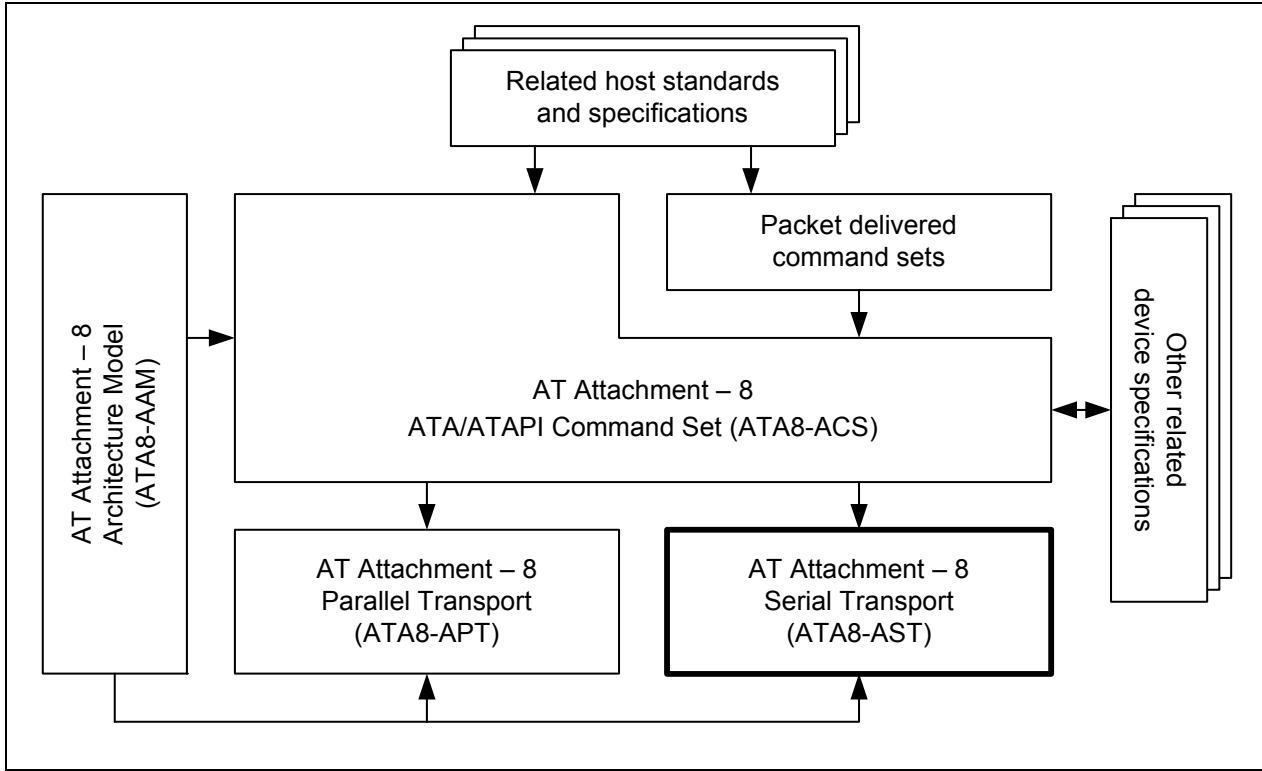 Related host standards
and specifications
Packet delivered
command sets
AT Attachment – 8
Architecture Model
(ATA8-AAM)
AT Attachment – 8
ATA/ATAPI Command Set (ATA8-ACS)
Other related
device specifications
AT Attachment – 8
Parallel Transport
(ATA8-APT)
AT Attachment – 8
Serial Transport
(ATA8-AST)